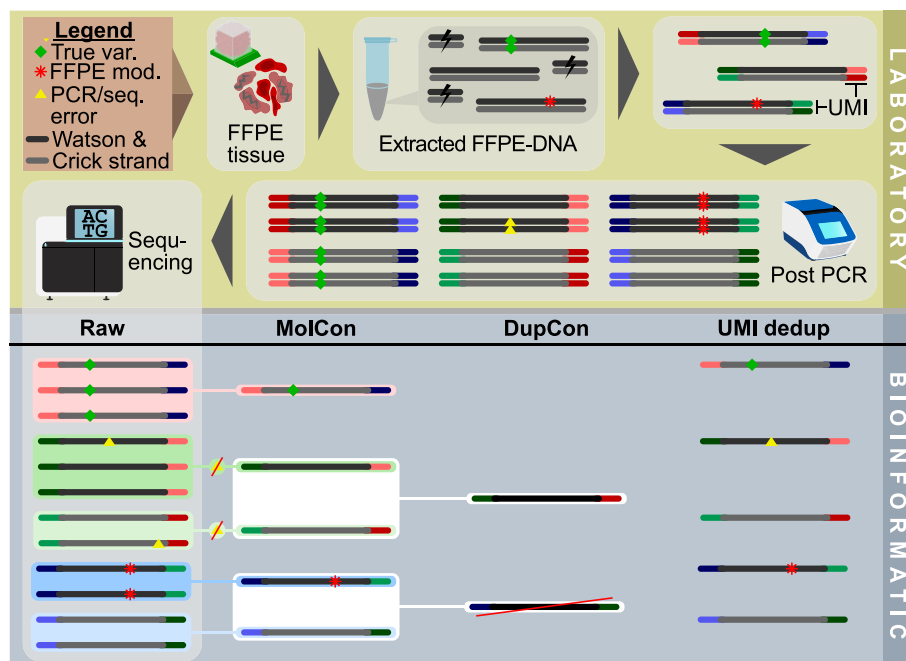 Legend
True var.
FFPE mod.
PCR/seq.
error
Watson &
Crick strand
FFPE
tissue
Extracted FFPE-DNA
UMI
LABORATORY
AC
TG
Sequ-
encing
Post PCR
Raw
MolCon
DupCon
UMI dedup
BIOINFORMATIC